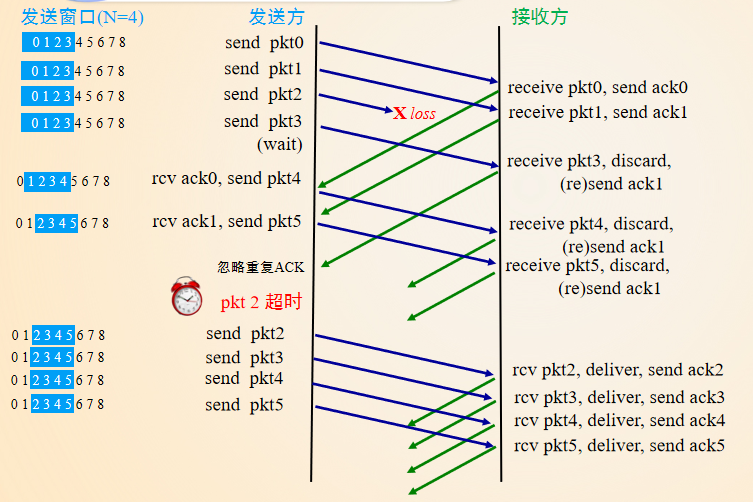 发送窗口(N=4) 发送方 接收方
0 1 2 3 4 5 6 7 8 send pkt0
0 1 2 3 4 5 6 7 8 send pkt1
receive pkt0, send ack0
0 1 2 3 4 5 6 7 8 send pkt2
X loss
receive pkt1, send ack1
0 1 2 3 4 5 6 7 8 send pkt3
(wait)
receive pkt3, discard,
(re)send ack1
0 1 2 3 4 5 6 7 8 rcv ack0, send pkt4
0 1 2 3 4 5 6 7 8 rcv ack1, send pkt5
receive pkt4, discard,
(re)send ack1
忽略重复ACK
receive pkt5, discard,
(re)send ack1
pkt 2 超时
0 1 2 3 4 5 6 7 8 send pkt2
0 1 2 3 4 5 6 7 8 send pkt3
rcv pkt2, deliver, send ack2
0 1 2 3 4 5 6 7 8 send pkt4
rcv pkt3, deliver, send ack3
0 1 2 3 4 5 6 7 8 send pkt5
rcv pkt4, deliver, send ack4
rcv pkt5, deliver, send ack5